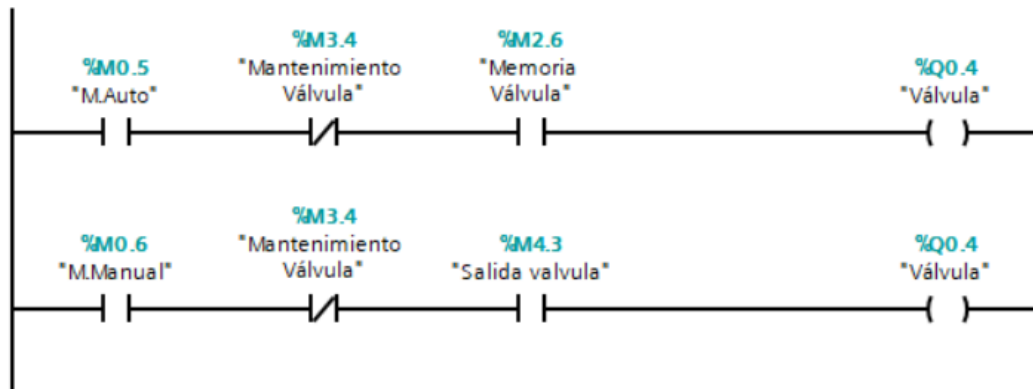 %M3.4 %M2.6
%M0.5 "Mantenimiento "Memoria %Q0.4
"M.Auto" Válvula" Válvula" "Válvula"
%M3.4
%M0.6 "Mantenimiento %M4.3 %Q0.4
"M.Manual" Válvula" "Salida valvula" "Válvula"